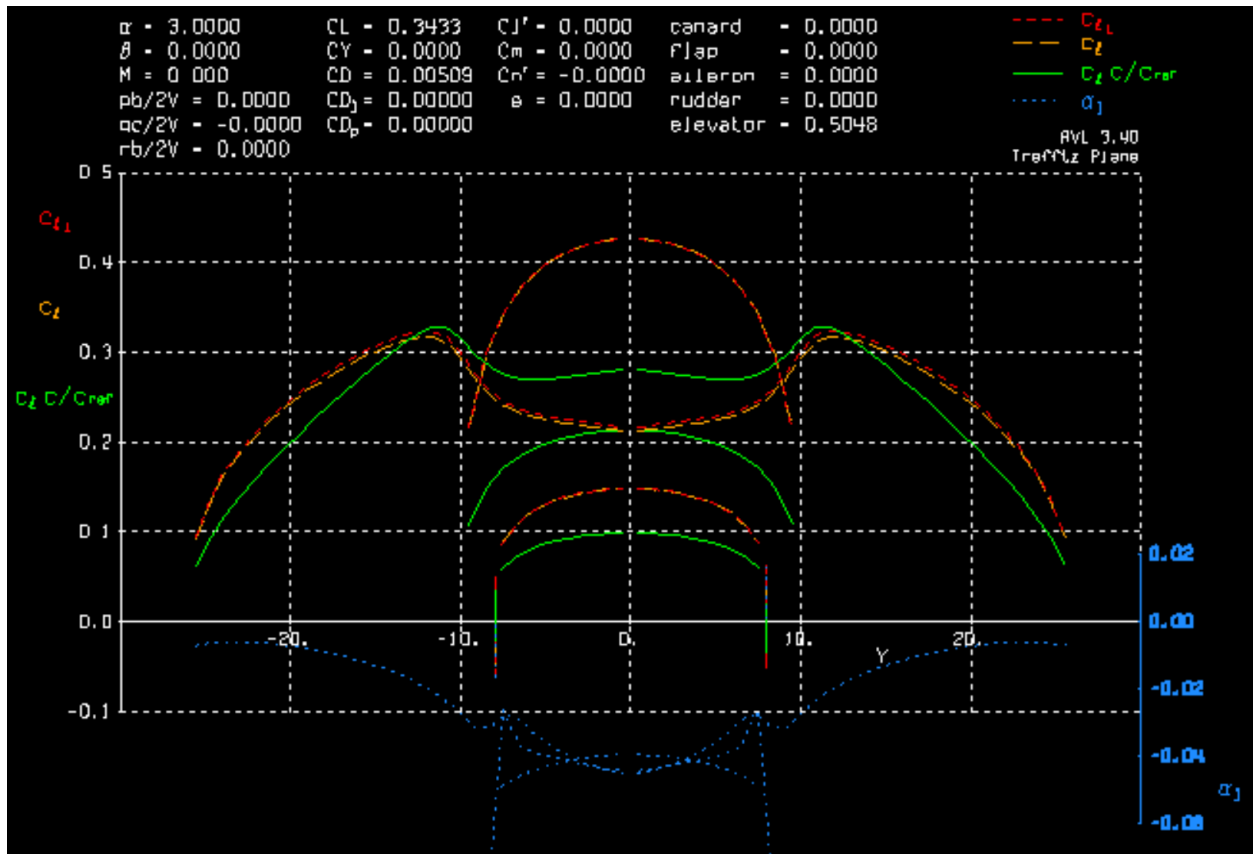 α = 3.0000 CL = 0.3433 Cl' = 0.0000 canard = 0.0000 Cℓ⊥
β = 0.0000 CY = 0.0000 Cm = 0.0000 flap = 0.0000 Cℓ
M = 0.000 CD = 0.00509 Cn' = -0.0000 aileron = 0.0000 Cℓ C/Cref
pb/2V = 0.0000 CDi = 0.00000 e = 0.0000 rudder = 0.0000 αi
qc/2V = -0.0000 CDp = 0.00000 elevator = 0.5048
rb/2V = 0.0000
AVL 3.40
Trefftz Plane
0.5
Cℓ⊥
0.4
Cℓ
0.3
Cℓ C/Cref
0.2
0.1
0.02
0.0 0.00
-20. -10. 0. 10. 20.
Y
-0.02
-0.1
-0.04
αi
-0.06